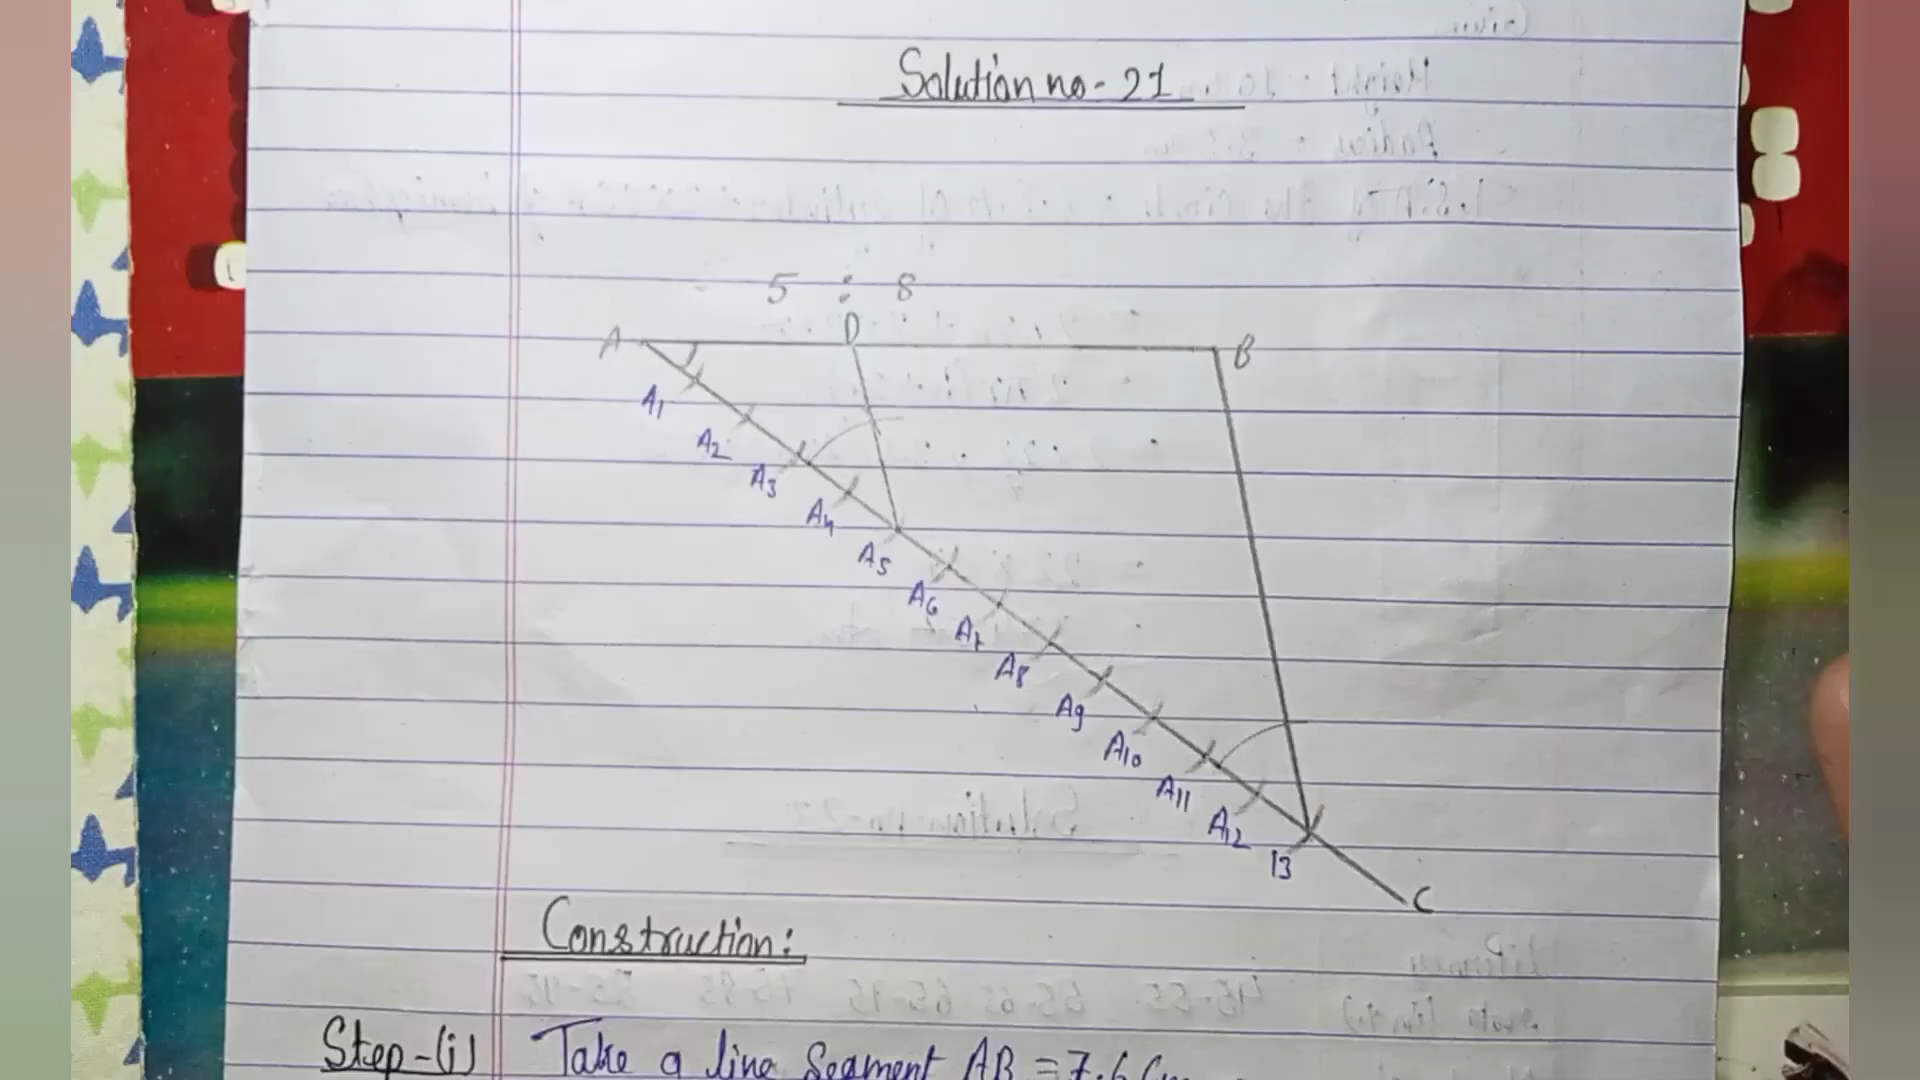 Solution no - 21
5 : 8
A D B
A1
A2
A3
A4
A5
A6
A7
A8
A9
A10
A11
A12
13
C
Construction:
Step-(i) Take a line Segment AB = 7.6 Cm